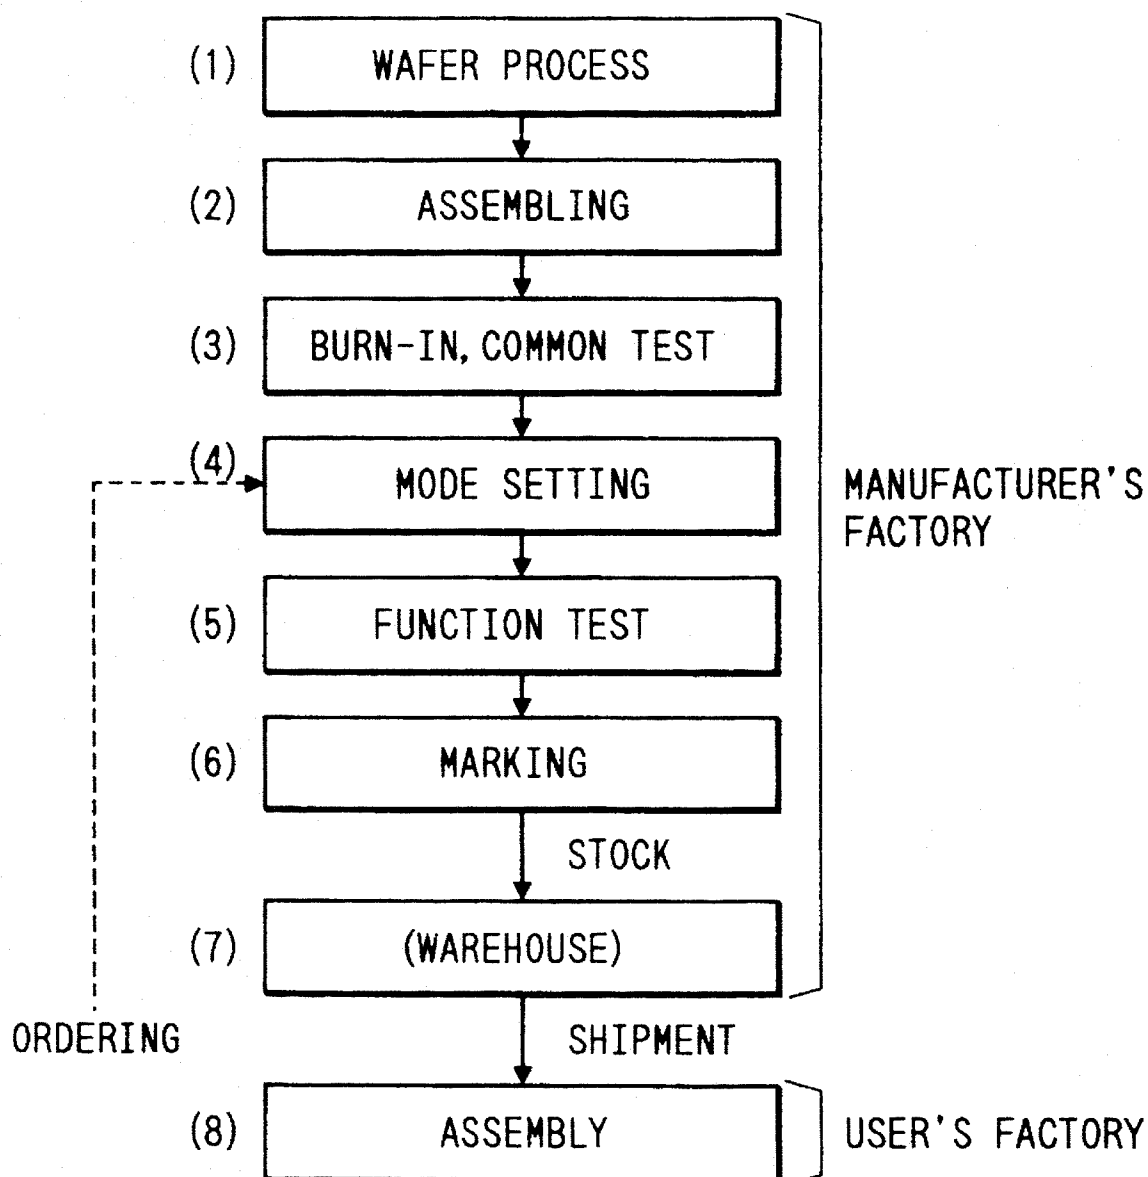 (1) WAFER PROCESS
(2) ASSEMBLING
(3) BURN-IN, COMMON TEST
(4) MODE SETTING
MANUFACTURER'S
FACTORY
(5) FUNCTION TEST
(6) MARKING
STOCK
(7) (WAREHOUSE)
ORDERING
SHIPMENT
(8) ASSEMBLY
USER'S FACTORY